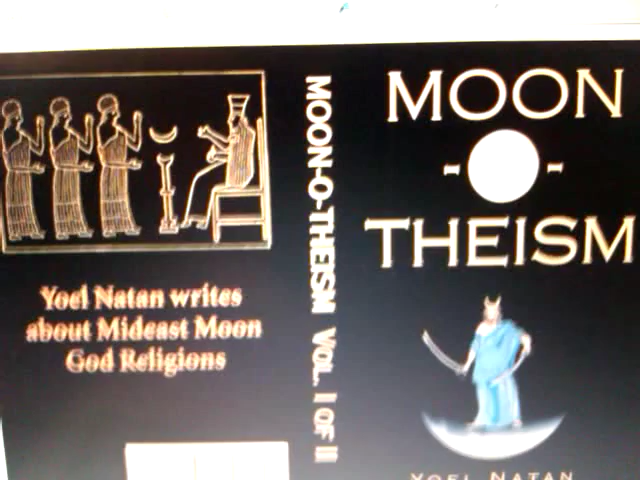 Yoel Natan writes
about Mideast Moon
God Religions
MOON-O-THEISM VOL. I OF II
MOON
-O-
THEISM
YOEL NATAN